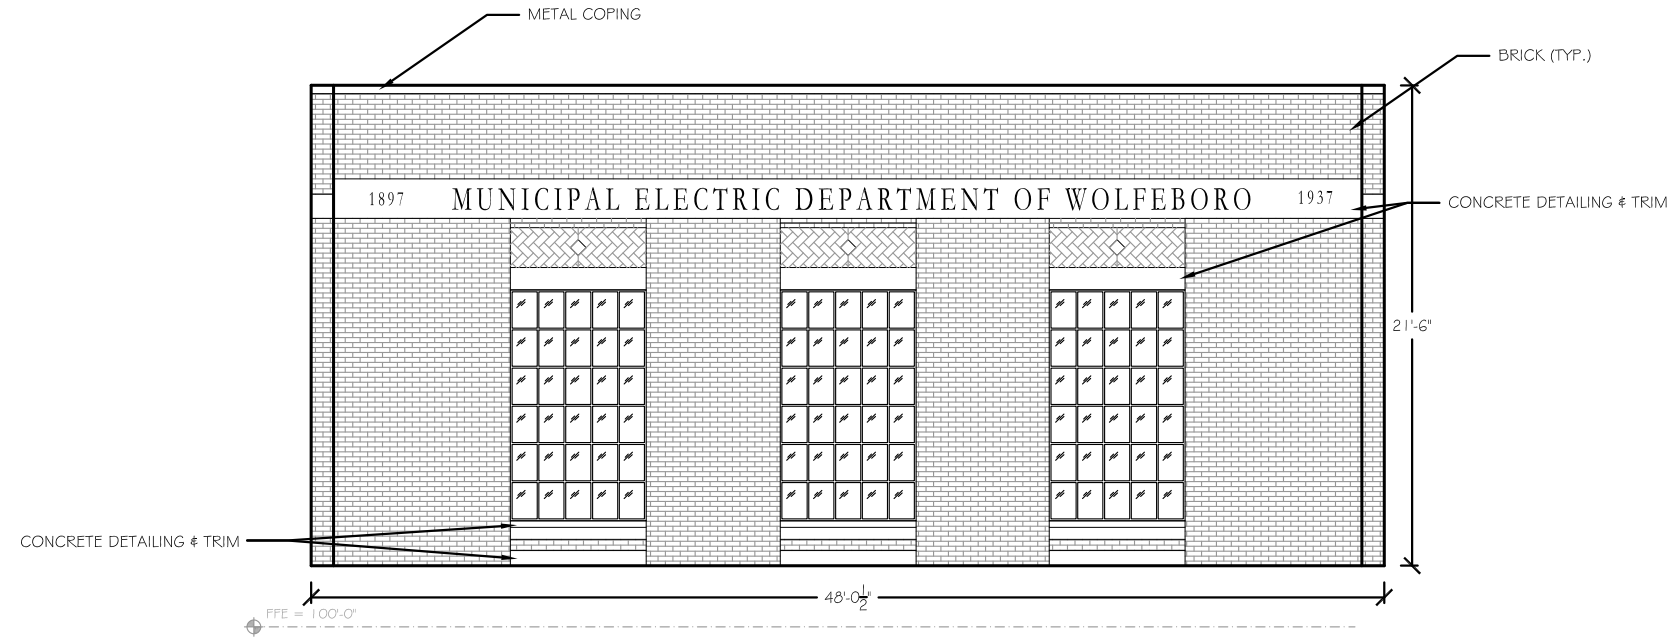 METAL COPING
BRICK (TYP.)
1897 MUNICIPAL ELECTRIC DEPARTMENT OF WOLFEBORO 1937
CONCRETE DETAILING & TRIM
21'-6"
CONCRETE DETAILING & TRIM
48'-0 1/2"
FFE = 100'-0"